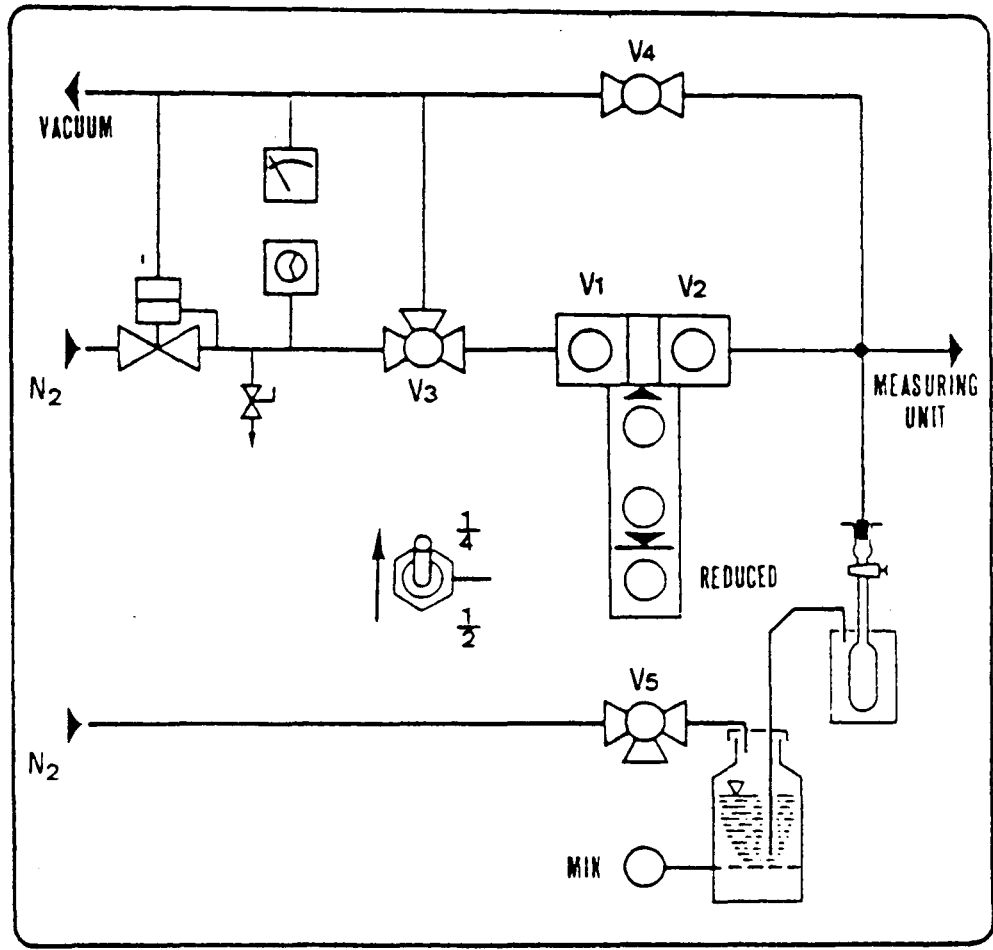 V4
VACUUM
V1
V2
N2
V3
MEASURING
UNIT
1/4
REDUCED
1/2
V5
N2
MIX